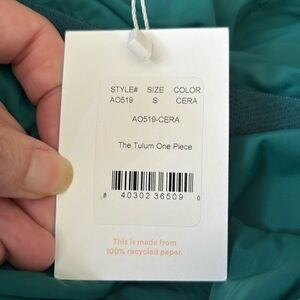 STYLE# SIZE COLOR
AO519 S CERA
AO519-CERA
The Tulum One Piece
8 40302 36509 0
This is made from
100% recycled paper.